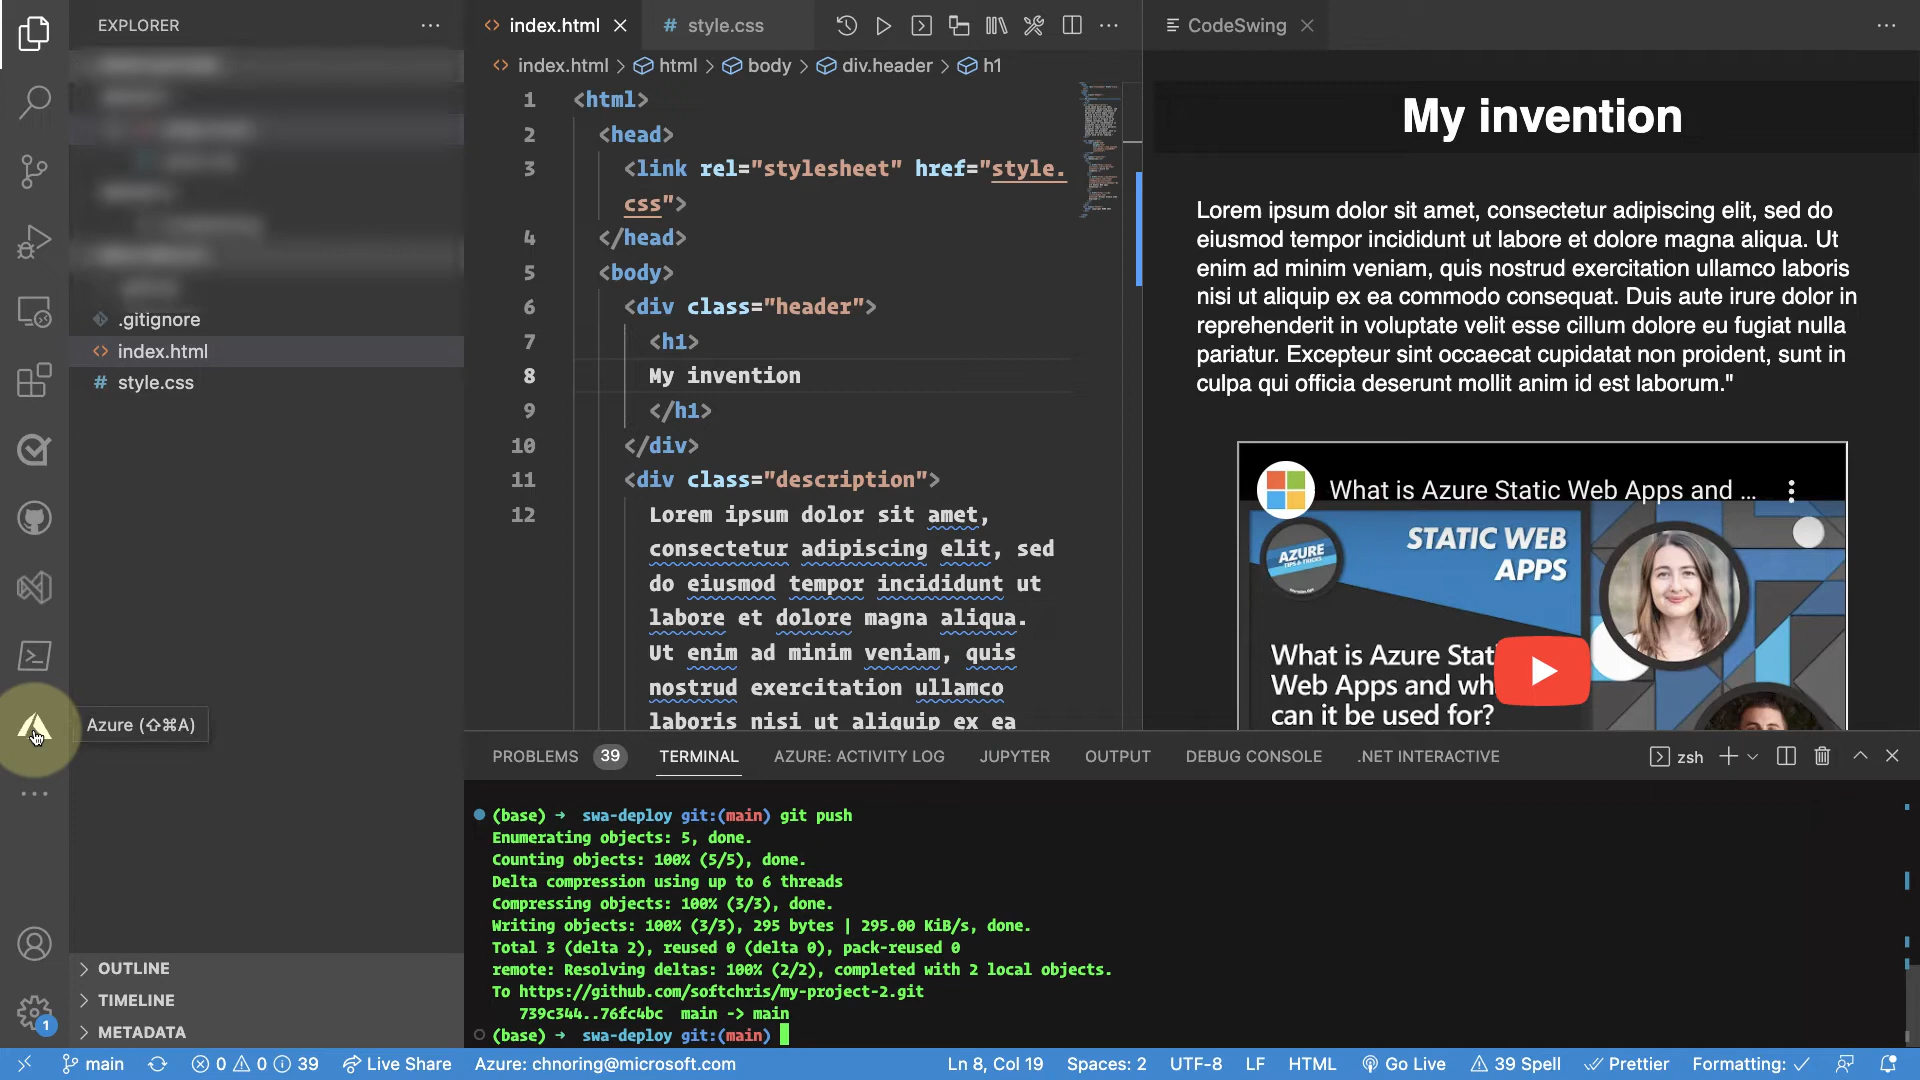 EXPLORER
.gitignore
index.html
style.css
Azure (⇧⌘A)
OUTLINE
TIMELINE
METADATA
1
index.html
style.css
index.html > html > body > div.header > h1
1 <html>
2 <head>
3 <link rel="stylesheet" href="style.
css">
4 </head>
5 <body>
6 <div class="header">
7 <h1>
8 My invention
9 </h1>
10 </div>
11 <div class="description">
12 Lorem ipsum dolor sit amet,
consectetur adipiscing elit, sed
do eiusmod tempor incididunt ut
labore et dolore magna aliqua.
Ut enim ad minim veniam, quis
nostrud exercitation ullamco
laboris nisi ut aliquip ex ea
CodeSwing
My invention
Lorem ipsum dolor sit amet, consectetur adipiscing elit, sed do
eiusmod tempor incididunt ut labore et dolore magna aliqua. Ut
enim ad minim veniam, quis nostrud exercitation ullamco laboris
nisi ut aliquip ex ea commodo consequat. Duis aute irure dolor in
reprehenderit in voluptate velit esse cillum dolore eu fugiat nulla
pariatur. Excepteur sint occaecat cupidatat non proident, sunt in
culpa qui officia deserunt mollit anim id est laborum."
What is Azure Static Web Apps and ...
AZURE
TIPS & TRICKS
STATIC WEB
APPS
What is Azure Stat
Web Apps and wh
can it be used for?
PROBLEMS 39 TERMINAL AZURE: ACTIVITY LOG JUPYTER OUTPUT DEBUG CONSOLE .NET INTERACTIVE zsh
(base) → swa-deploy git:(main) git push
Enumerating objects: 5, done.
Counting objects: 100% (5/5), done.
Delta compression using up to 6 threads
Compressing objects: 100% (3/3), done.
Writing objects: 100% (3/3), 295 bytes | 295.00 KiB/s, done.
Total 3 (delta 2), reused 0 (delta 0), pack-reused 0
remote: Resolving deltas: 100% (2/2), completed with 2 local objects.
To https://github.com/softchris/my-project-2.git
739c344..76fc4bc main -> main
(base) → swa-deploy git:(main)
main 0 0 39 Live Share Azure: chnoring@microsoft.com Ln 8, Col 19 Spaces: 2 UTF-8 LF HTML Go Live 39 Spell Prettier Formatting: ✓